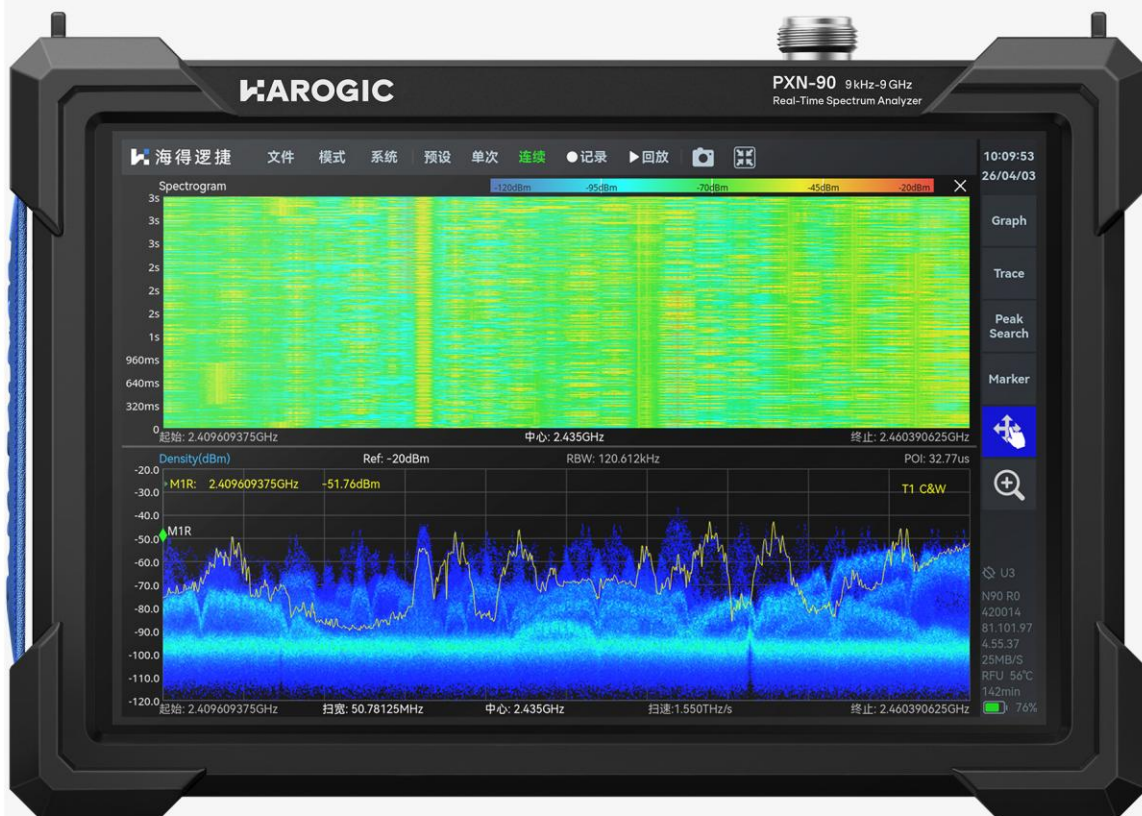 HAROGIC
PXN-90 9 kHz-9 GHz
Real-Time Spectrum Analyzer
海得逻捷 文件 模式 系统 预设 单次 连续 记录 回放
10:09:53
26/04/03
Spectrogram
-120dBm -95dBm -70dBm -45dBm -20dBm
3s
3s
3s
2s
2s
2s
1s
960ms
640ms
320ms
0
起始: 2.409609375GHz 中心: 2.435GHz 终止: 2.460390625GHz
Graph
Trace
Peak
Search
Marker
Density(dBm) Ref: -20dBm RBW: 120.612kHz POI: 32.77us
M1R: 2.409609375GHz -51.76dBm
T1 C&W
M1R
-20.0
-30.0
-40.0
-50.0
-60.0
-70.0
-80.0
-90.0
-100.0
-110.0
-120.0
起始: 2.409609375GHz 扫宽: 50.78125MHz 中心: 2.435GHz 扫速:1.550THz/s 终止: 2.460390625GHz
U3
N90 R0
420014
81.101.97
4.55.37
25MB/S
RFU 56℃
142min
76%